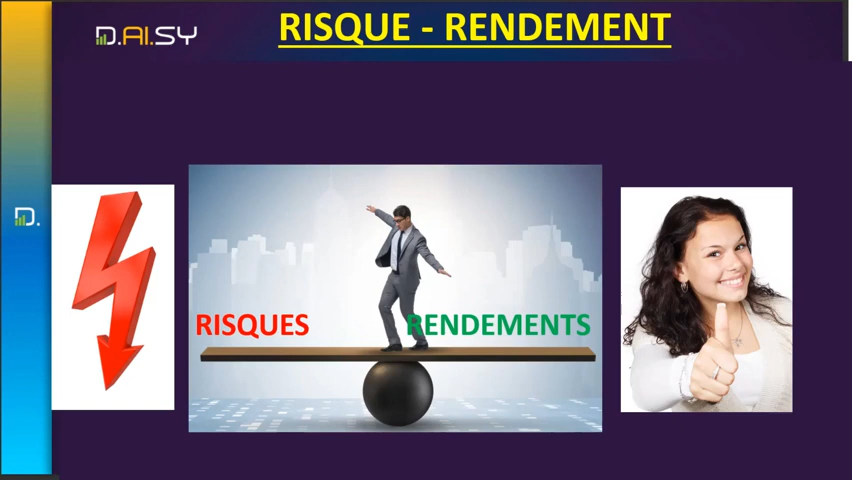 D.AI.SY
RISQUE - RENDEMENT
D.
RISQUES
RENDEMENTS